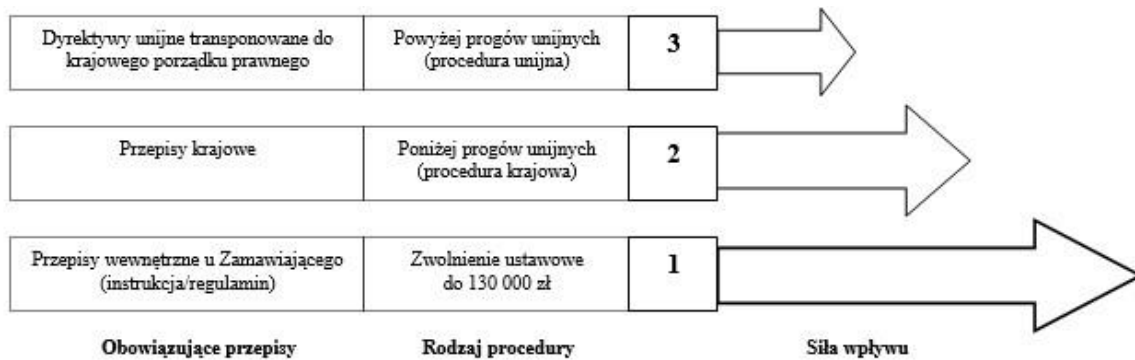 Dyrektywy unijne transponowane do
krajowego porządku prawnego
Powyżej progów unijnych
(procedura unijna)
3
Przepisy krajowe
Poniżej progów unijnych
(procedura krajowa)
2
Przepisy wewnętrzne u Zamawiającego
(instrukcja/regulamin)
Zwolnienie ustawowe
do 130 000 zł
1
Obowiązujące przepisy
Rodzaj procedury
Siła wpływu